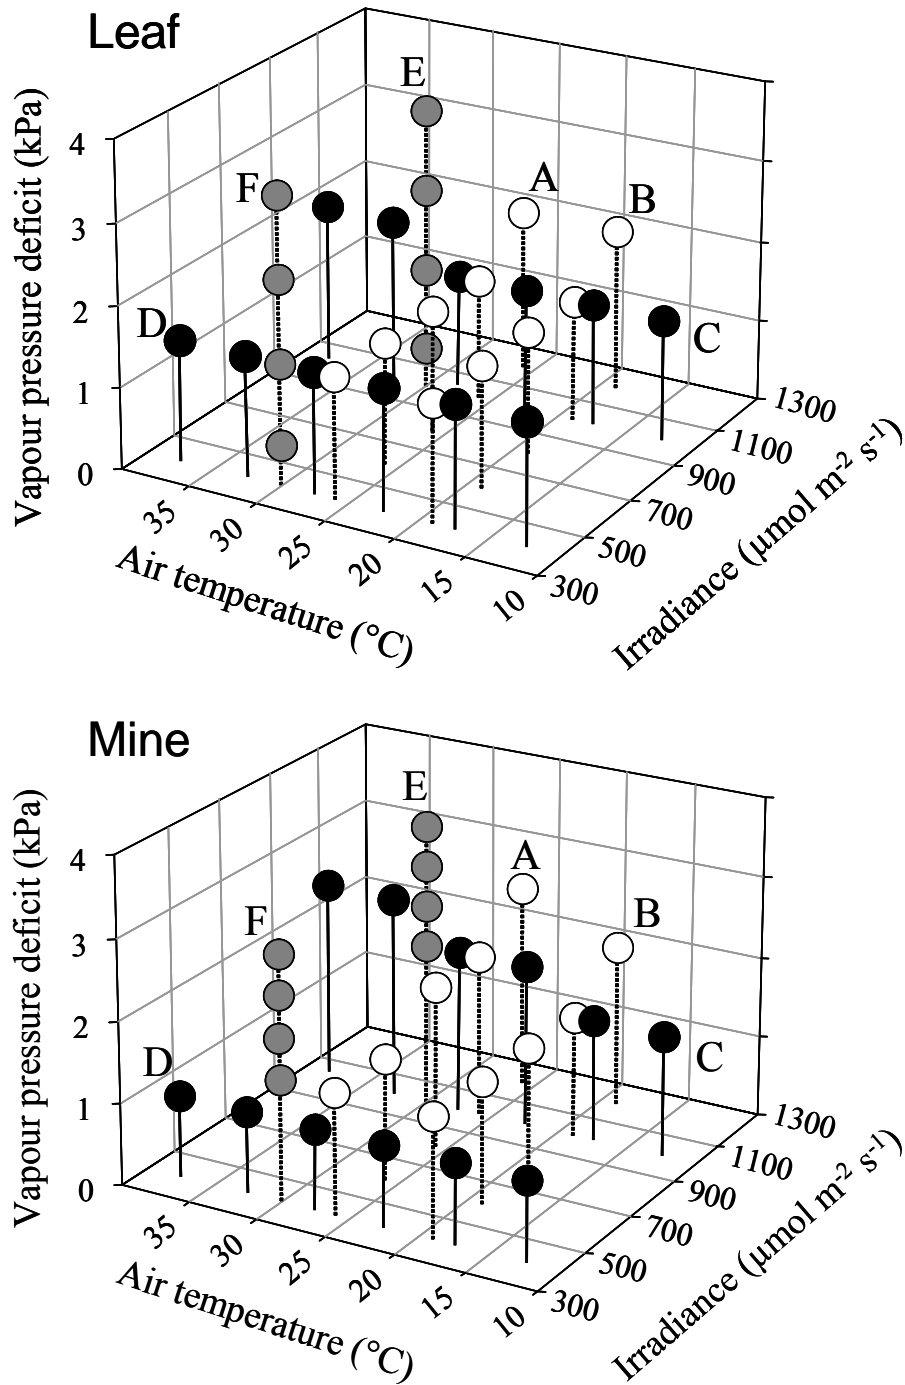 Leaf
E
A
B
F
D
C
Vapour pressure deficit (kPa)
4
3
2
1
0
35
30
25
20
15
10
Air temperature (°C)
300
500
700
900
1100
1300
Irradiance (μmol m⁻² s⁻¹)
Mine
E
A
B
F
D
C
Vapour pressure deficit (kPa)
4
3
2
1
0
35
30
25
20
15
10
Air temperature (°C)
300
500
700
900
1100
1300
Irradiance (μmol m⁻² s⁻¹)